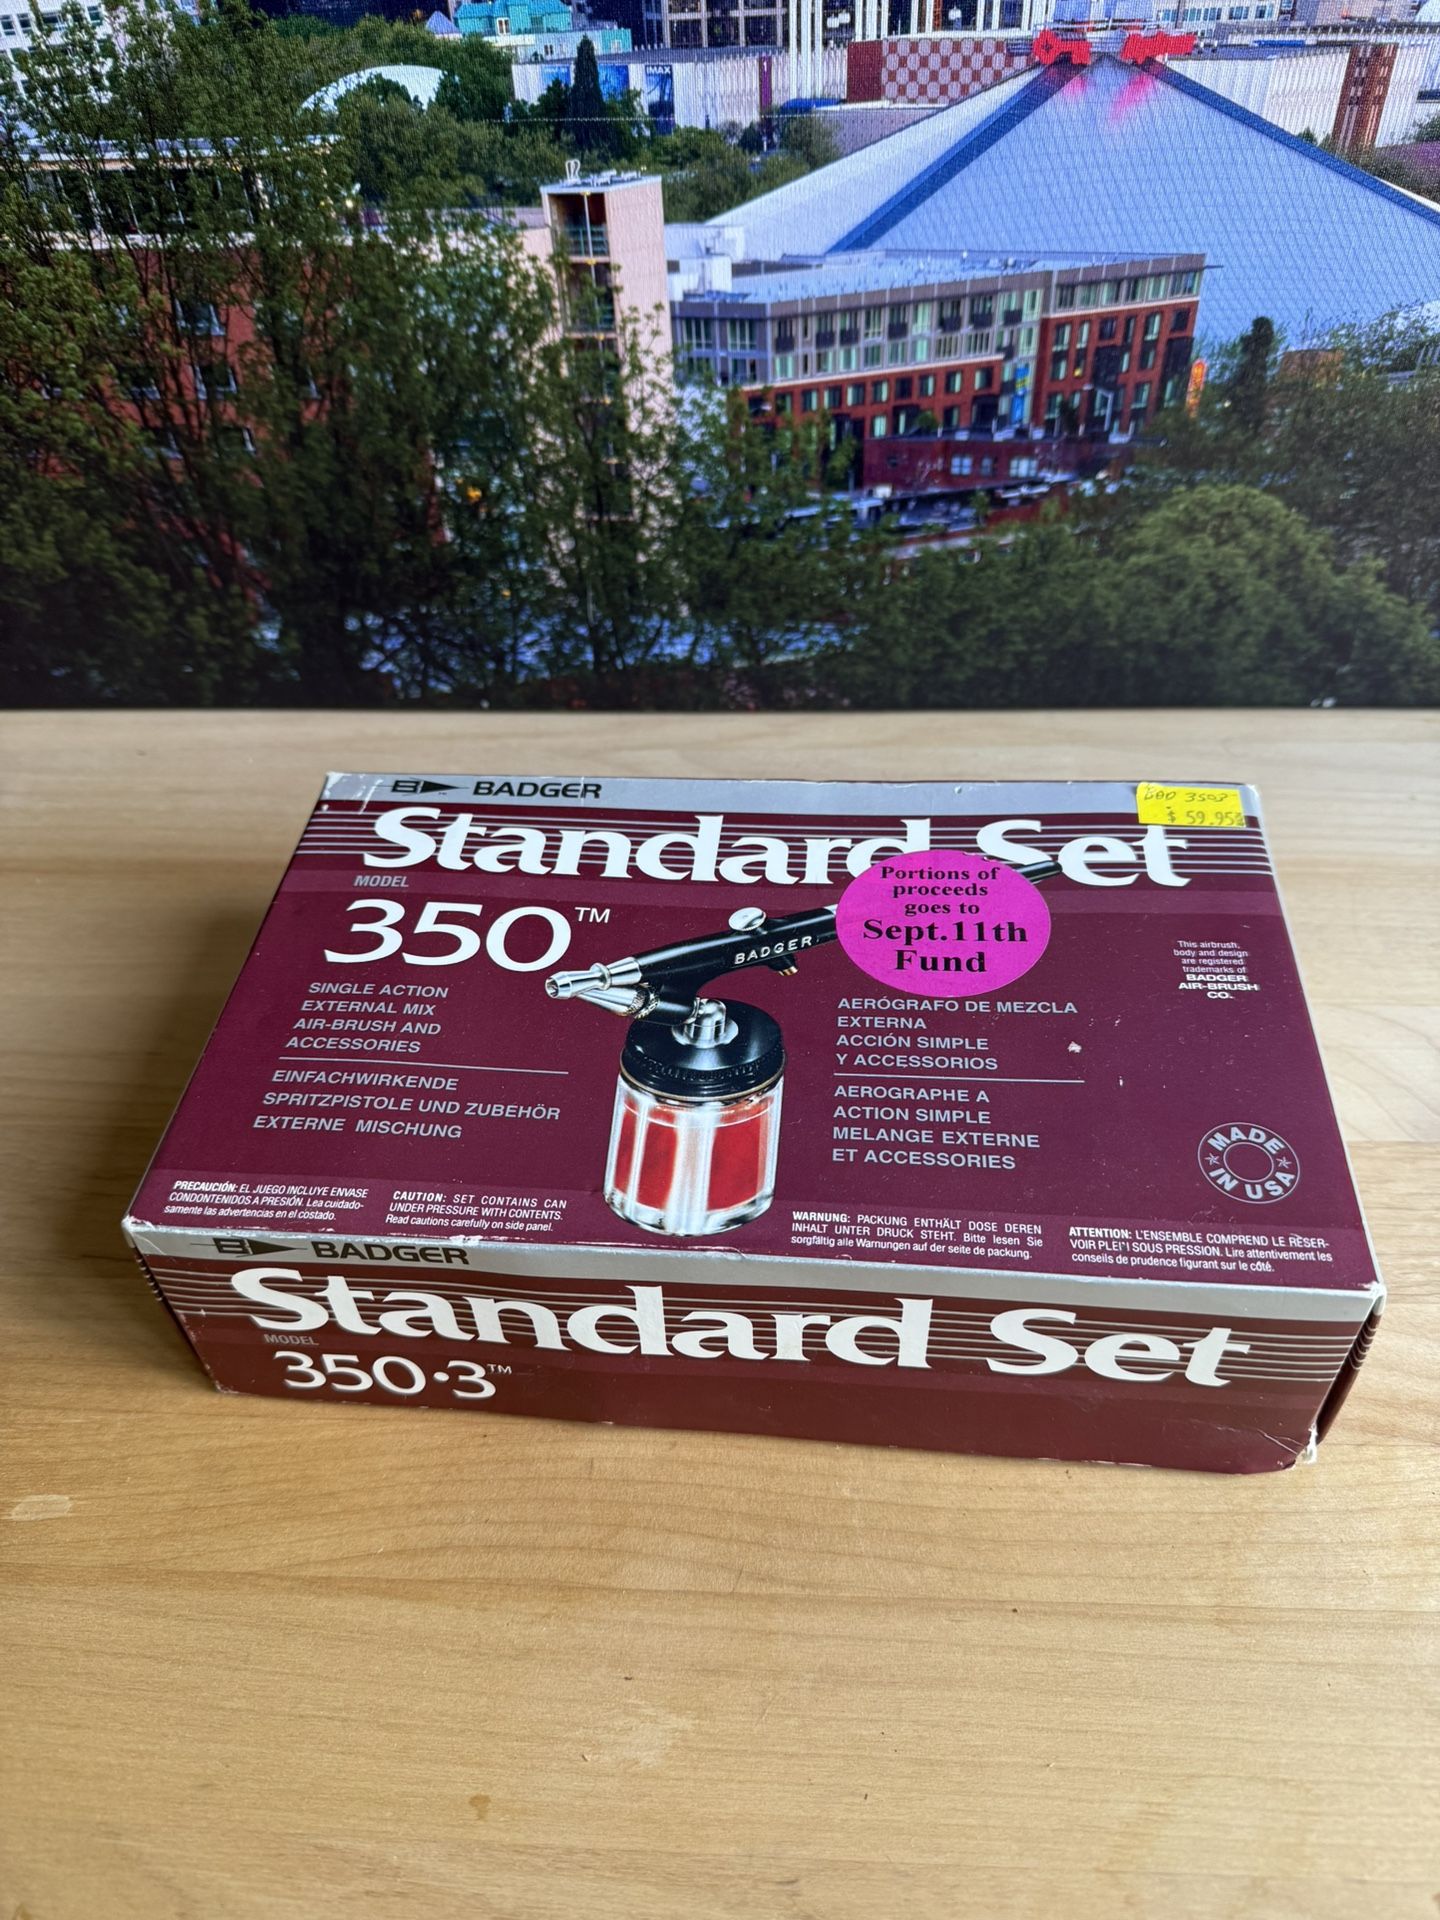 IMAX
BADGER
BAD 3503
$ 59.95
Standard Set
MODEL
350™
Portions of
proceeds
goes to
Sept.11th
Fund
BADGER
This airbrush,
body and design
are registered
trademarks of
BADGER
AIR-BRUSH
CO.
SINGLE ACTION
EXTERNAL MIX
AIR-BRUSH AND
ACCESSORIES
EINFACHWIRKENDE
SPRITZPISTOLE UND ZUBEHÖR
EXTERNE MISCHUNG
AERÓGRAFO DE MEZCLA
EXTERNA
ACCIÓN SIMPLE
Y ACCESSORIOS
AEROGRAPHE A
ACTION SIMPLE
MELANGE EXTERNE
ET ACCESSORIES
MADE
IN USA
PRECAUCIÓN: EL JUEGO INCLUYE ENVASE
CONDONTENIDOS A PRESIÓN. Lea cuidado-
samente las advertencias en el costado.
CAUTION: SET CONTAINS CAN
UNDER PRESSURE WITH CONTENTS.
Read cautions carefully on side panel.
WARNUNG: PACKUNG ENTHÄLT DOSE DEREN
INHALT UNTER DRUCK STEHT. Bitte lesen Sie
sorgfältig alle Warnungen auf der seite de packung.
ATTENTION: L'ENSEMBLE COMPREND LE RÈSER-
VOIR PLEIN SOUS PRESSION. Lire attentivement les
conseils de prudence figurant sur le côté.
BADGER
Standard Set
MODEL
350•3™